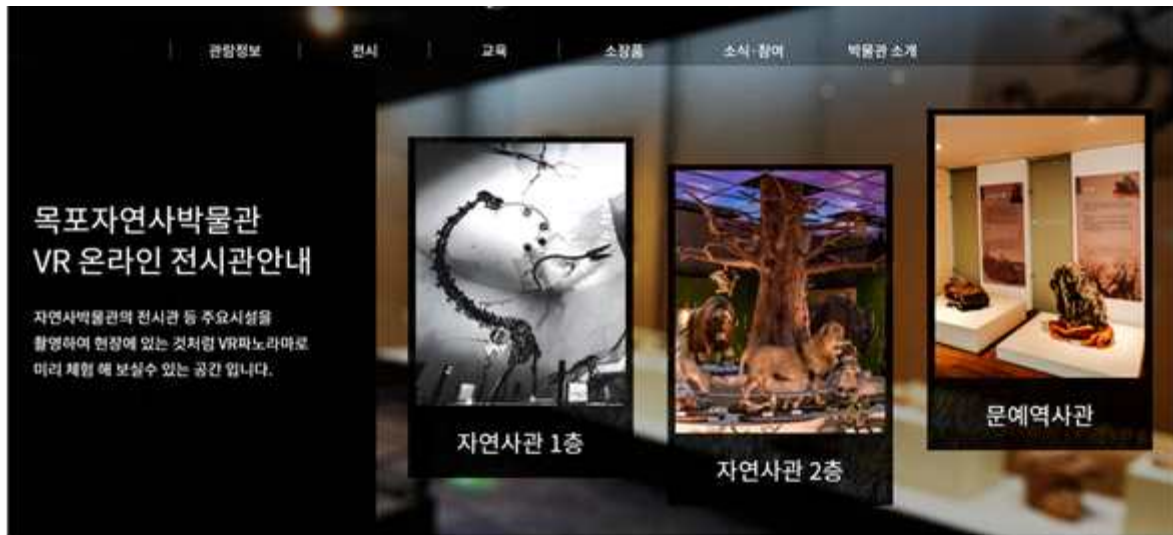 관람정보 전시 교육 소장품 소식·참여 박물관 소개
목포자연사박물관
VR 온라인 전시관안내
자연사박물관의 전시관 등 주요시설을
촬영하여 현장에 있는 것처럼 VR파노라마로
미리 체험 해 보실수 있는 공간 입니다.
자연사관 1층
자연사관 2층
문예역사관